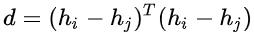 d = (h_i − h_j)^T (h_i − h_j)